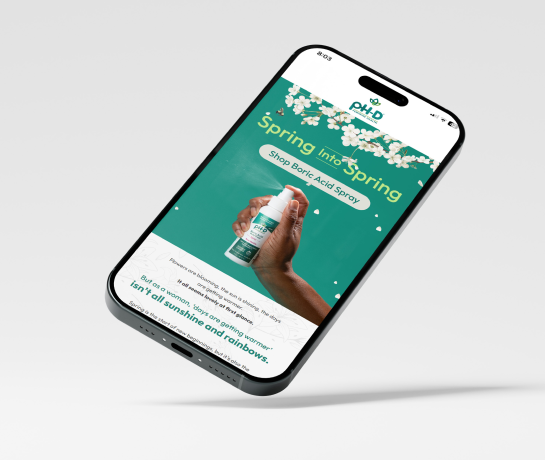 8:03
pH-D
Spring Into Spring
Shop Boric Acid Spray
pH-D
Flowers are blooming, the sun is shining, the days
are getting warmer.
It all seems lovely at first glance.
But as a woman, 'days are getting warmer'
isn't all sunshine and rainbows.
Spring is the start of new beginnings, but it's also the